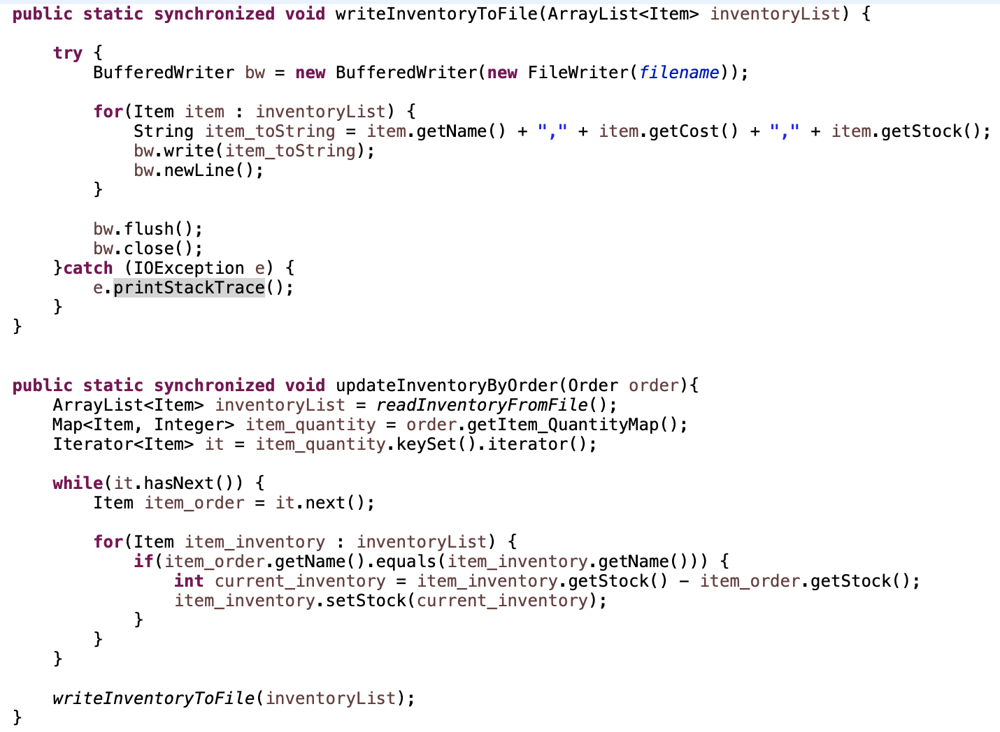 public static synchronized void writeInventoryToFile(ArrayList<Item> inventoryList) {
try {
BufferedWriter bw = new BufferedWriter(new FileWriter(filename));
for(Item item : inventoryList) {
String item_toString = item.getName() + "," + item.getCost() + "," + item.getStock();
bw.write(item_toString);
bw.newLine();
}
bw.flush();
bw.close();
}catch (IOException e) {
e.printStackTrace();
}
}
public static synchronized void updateInventoryByOrder(Order order){
ArrayList<Item> inventoryList = readInventoryFromFile();
Map<Item, Integer> item_quantity = order.getItem_QuantityMap();
Iterator<Item> it = item_quantity.keySet().iterator();
while(it.hasNext()) {
Item item_order = it.next();
for(Item item_inventory : inventoryList) {
if(item_order.getName().equals(item_inventory.getName())) {
int current_inventory = item_inventory.getStock() - item_order.getStock();
item_inventory.setStock(current_inventory);
}
}
}
writeInventoryToFile(inventoryList);
}